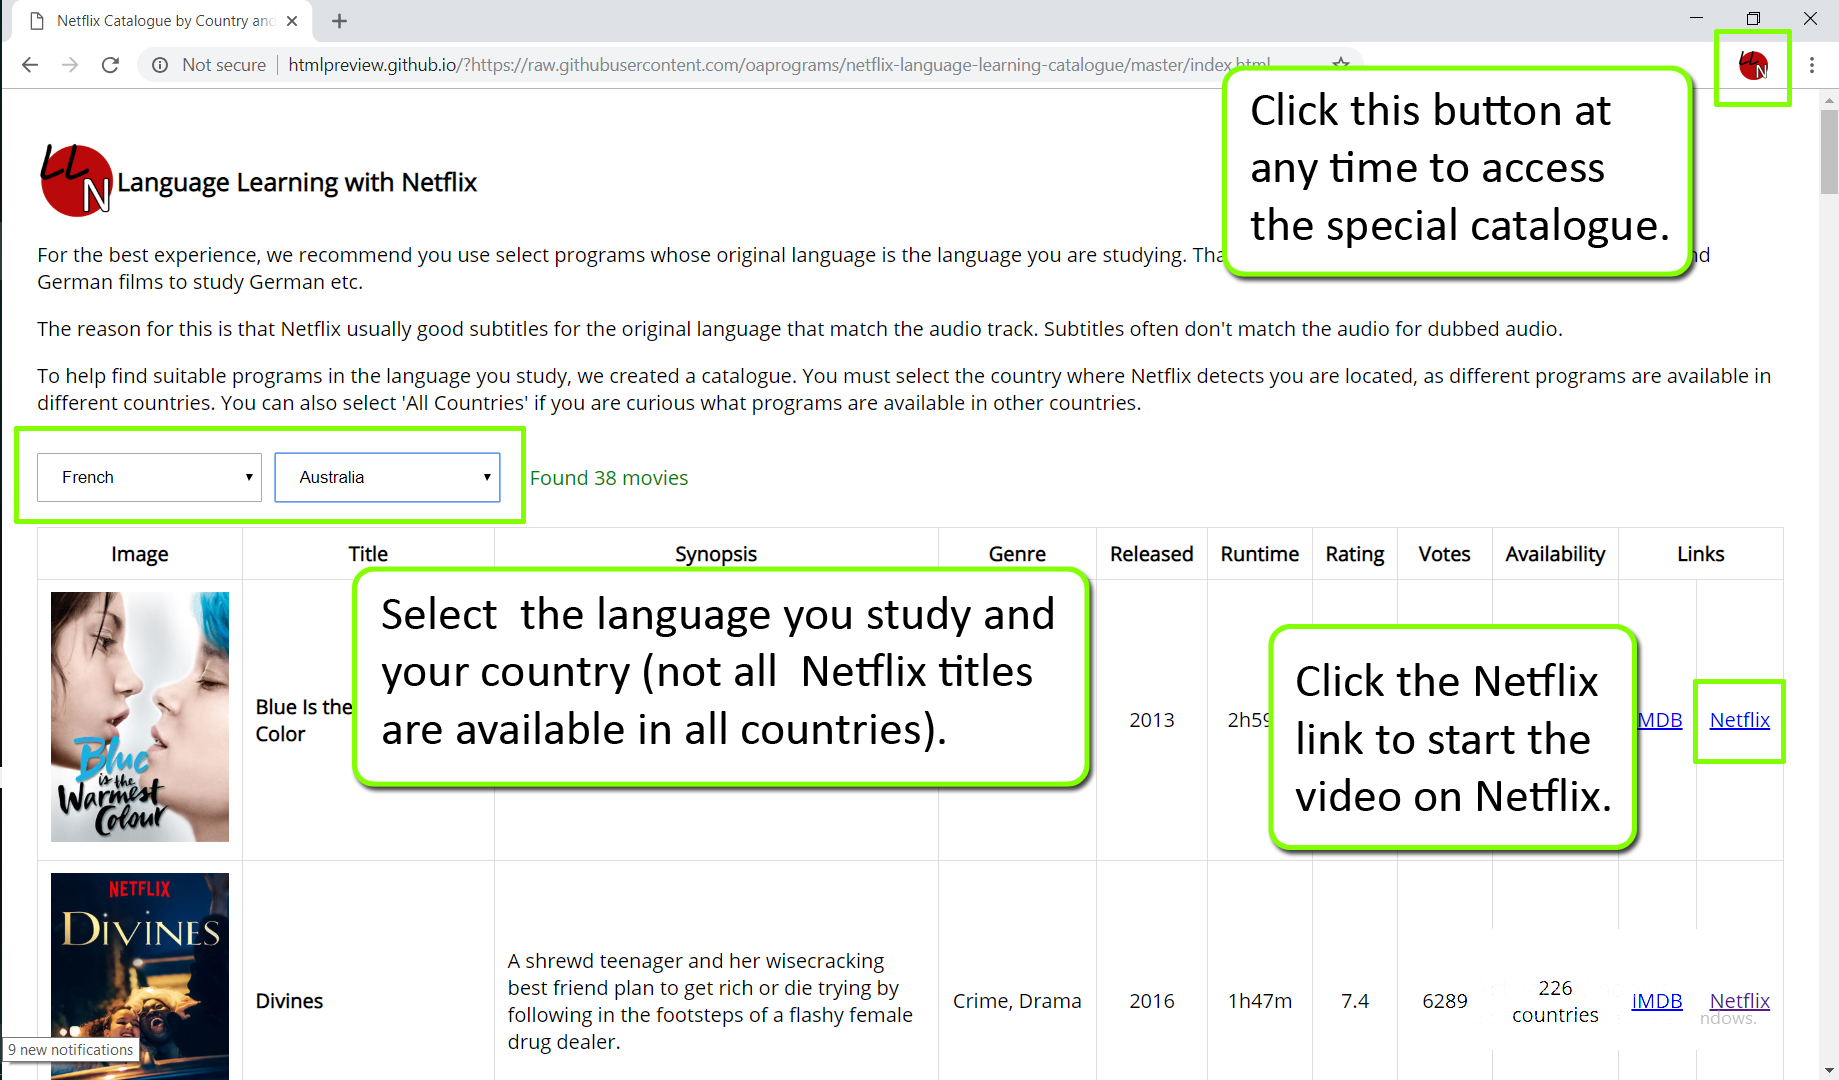 Netflix Catalogue by Country and
Not secure
htmlpreview.github.io/?https://raw.githubusercontent.com/oaprograms/netflix-language-learning-catalogue/master/index.html
LL
N
Click this button at
any time to access
the special catalogue.
LL
N
Language Learning with Netflix
For the best experience, we recommend you use select programs whose original language is the language you are studying.
German films to study German etc.
The reason for this is that Netflix usually good subtitles for the original language that match the audio track. Subtitles often don't match the audio for dubbed audio.
To help find suitable programs in the language you study, we created a catalogue. You must select the country where Netflix detects you are located, as different programs are available in
different countries. You can also select 'All Countries' if you are curious what programs are available in other countries.
French
Australia
Found 38 movies
Image Title Synopsis Genre Released Runtime Rating Votes Availability Links
Select the language you study and
your country (not all Netflix titles
are available in all countries).
Click the Netflix
link to start the
video on Netflix.
Blue
is the
Warmest
Colour
Blue Is the
Color
2013
2h59
MDB
Netflix
NETFLIX
DIVINES
Divines
A shrewd teenager and her wisecracking
best friend plan to get rich or die trying by
following in the footsteps of a flashy female
drug dealer.
Crime, Drama
2016
1h47m
7.4
6289
226
countries
IMDB
Netflix
ndows.
9 new notifications